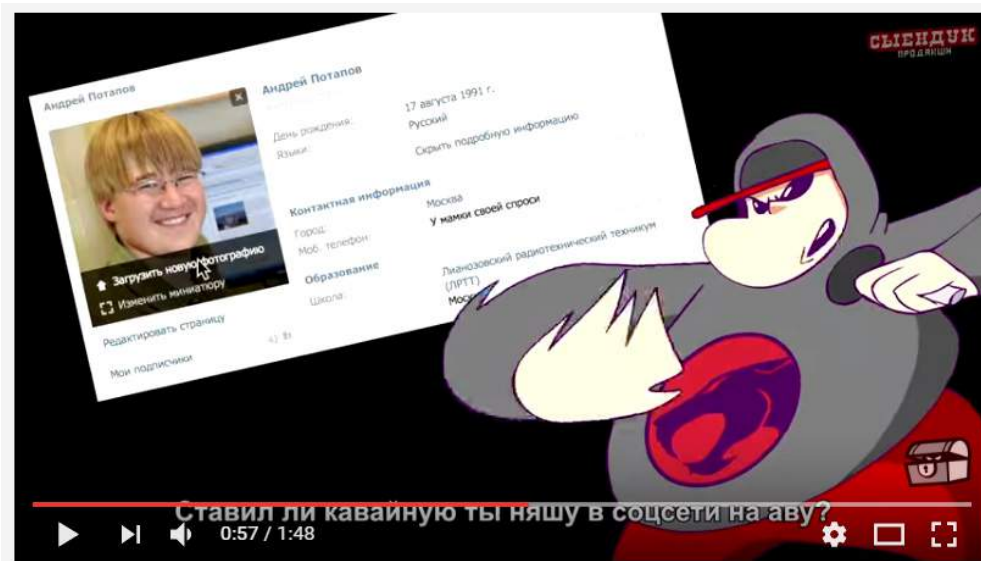 СЫЕНДУК
ПРОДАКШН
Андрей Потапов
Загрузить новую фотографию
Изменить миниатюру
Редактировать страницу
Мои подписчики
Андрей Потапов
День рождения:
17 августа 1991 г.
Языки:
Русский
Скрыть подробную информацию
Контактная информация
Город:
Москва
Моб. телефон:
У мамки своей спроси
Образование
Школа:
Лианозовский радиотехнический техникум
(ЛРТТ)
Ставил ли кавайную ты няшу в соцсети на аву?
0:57 / 1:48